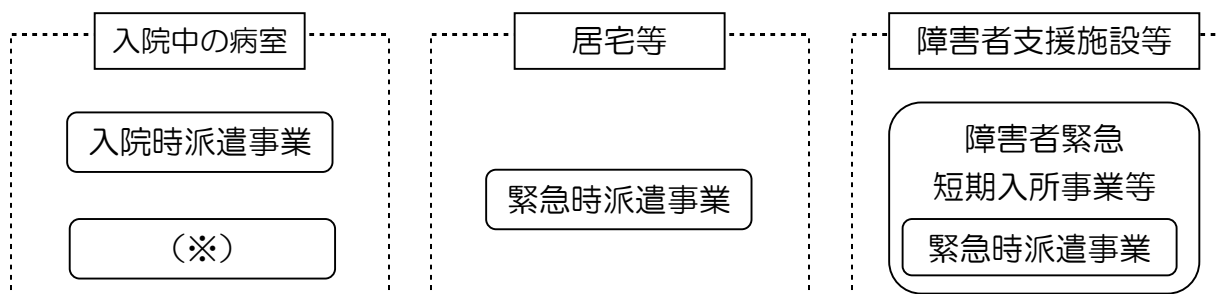 入院中の病室
入院時派遣事業
（※）
居宅等
緊急時派遣事業
障害者支援施設等
障害者緊急
短期入所事業等
緊急時派遣事業